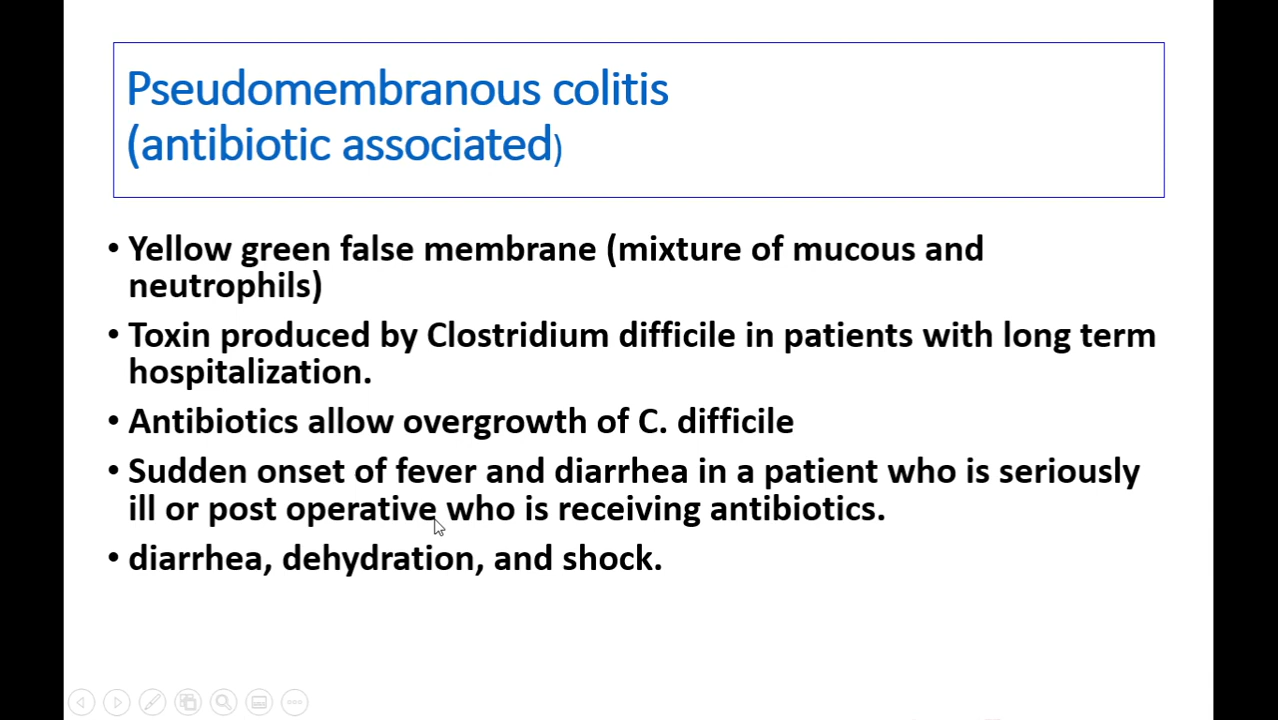 Pseudomembranous colitis
(antibiotic associated)
• Yellow green false membrane (mixture of mucous and
neutrophils)
• Toxin produced by Clostridium difficile in patients with long term
hospitalization.
• Antibiotics allow overgrowth of C. difficile
• Sudden onset of fever and diarrhea in a patient who is seriously
ill or post operative who is receiving antibiotics.
• diarrhea, dehydration, and shock.